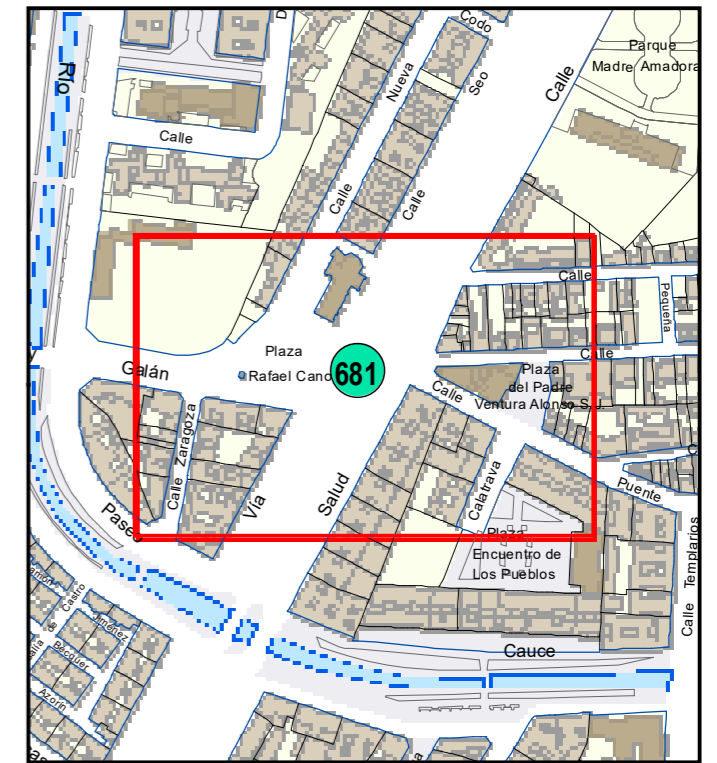 Codo
Río
Parque
Madre Amadora
Nueva
Seo
Calle
Calle
Calle
Calle
Calle
Pequeña
Plaza
Rafael Cano
681
Galán
Calle
Plaza
del Padre
Ventura Alonso S.J.
Calle
Calle Zaragoza
Vía
Salud
Calatrava
Puente
Paseo
Plaza
Encuentro de
Los Pueblos
Calle Templarios
Cauce
Castro
de
Jiménez
Bécquer
Azorín